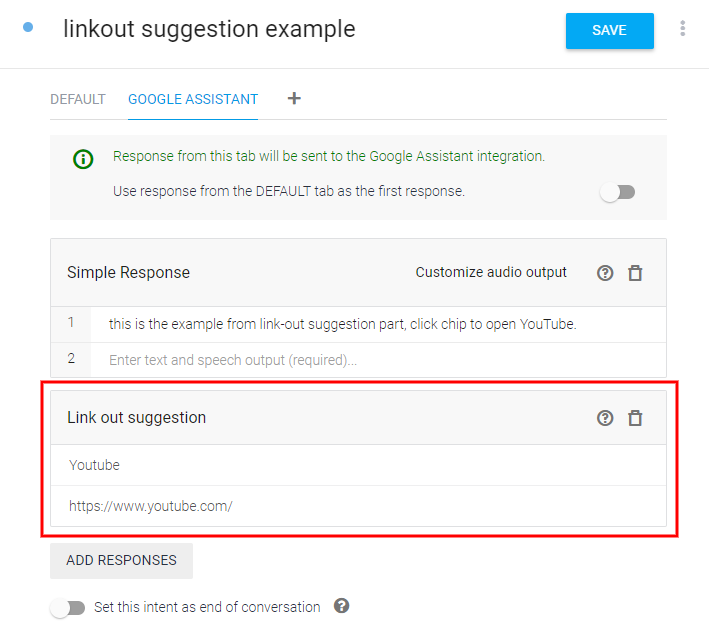 linkout suggestion example
SAVE
DEFAULT
GOOGLE ASSISTANT
Response from this tab will be sent to the Google Assistant integration.
Use response from the DEFAULT tab as the first response.
Simple Response
Customize audio output
1
this is the example from link-out suggestion part, click chip to open YouTube.
2
Enter text and speech output (required)...
Link out suggestion
Youtube
https://www.youtube.com/
ADD RESPONSES
Set this intent as end of conversation